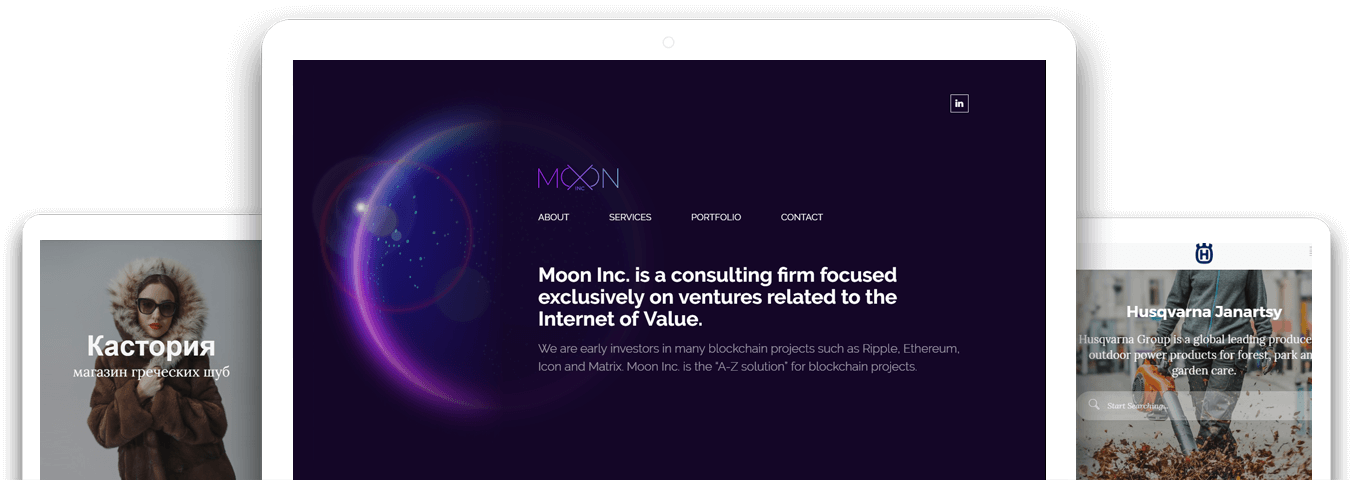 in
MOON
INC
ABOUT SERVICES PORTFOLIO CONTACT
Moon Inc. is a consulting firm focused
exclusively on ventures related to the
Internet of Value.
We are early investors in many blockchain projects such as Ripple, Ethereum,
Icon and Matrix. Moon Inc. is the “A-Z solution” for blockchain projects.
Кастория
магазин греческих шуб
H
Husqvarna Janartsy
Husqvarna Group is a global leading produce
outdoor power products for forest, park an
garden care.
Start Searching...